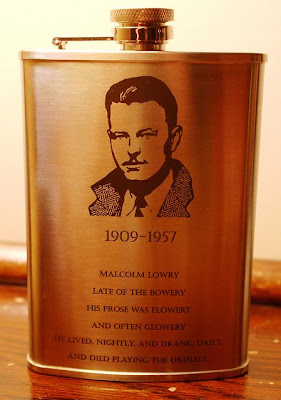 1909-1957
MALCOLM LOWRY
LATE OF THE BOWERY
HIS PROSE WAS FLOWERY
AND OFTEN GLOWERY
HE LIVED, NIGHTLY, AND DRANK, DAILY,
AND DIED PLAYING THE UKULELE.